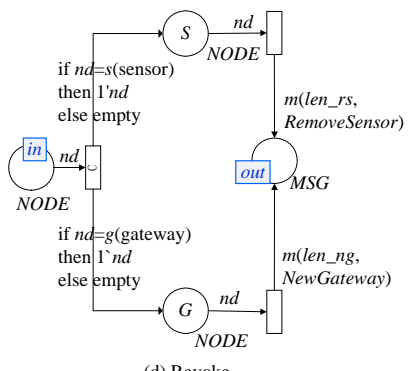 nd
S
NODE
if nd=s(sensor)
then 1'nd
else empty
m(len_rs,
RemoveSensor)
in
nd
C
NODE
out
MSG
if nd=g(gateway)
then 1`nd
else empty
m(len_ng,
NewGateway)
nd
G
NODE